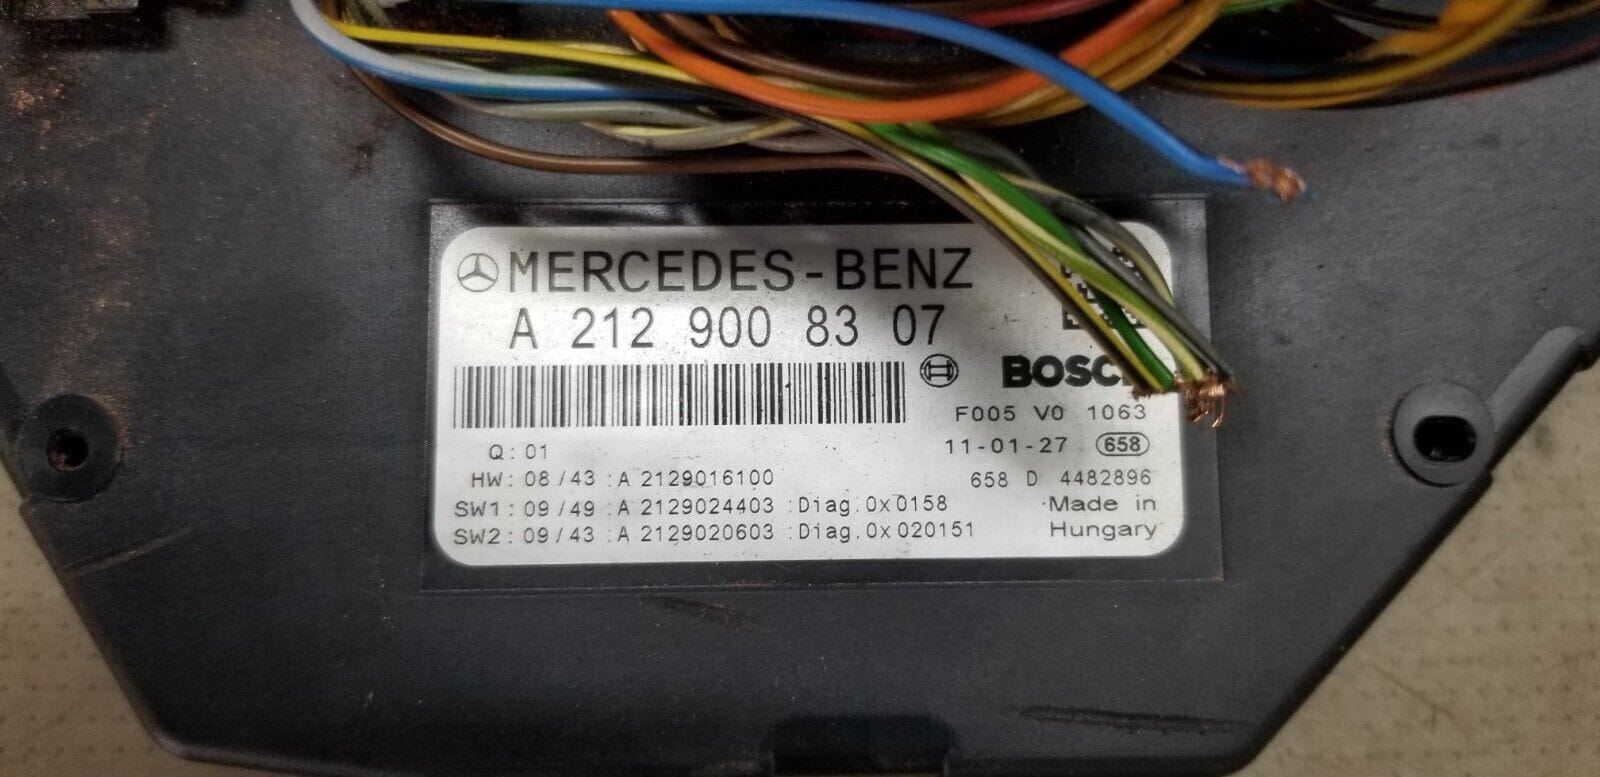 MERCEDES-BENZ
A 212 900 83 07
BOSCH
F005 V0 1063
Q: 01
11-01-27 658
HW: 08/43 :A 2129016100
658 D 4482896
SW1: 09/49 :A 2129024403 :Diag.0x0158
Made in
SW2: 09/43 :A 2129020603 :Diag.0x020151
Hungary